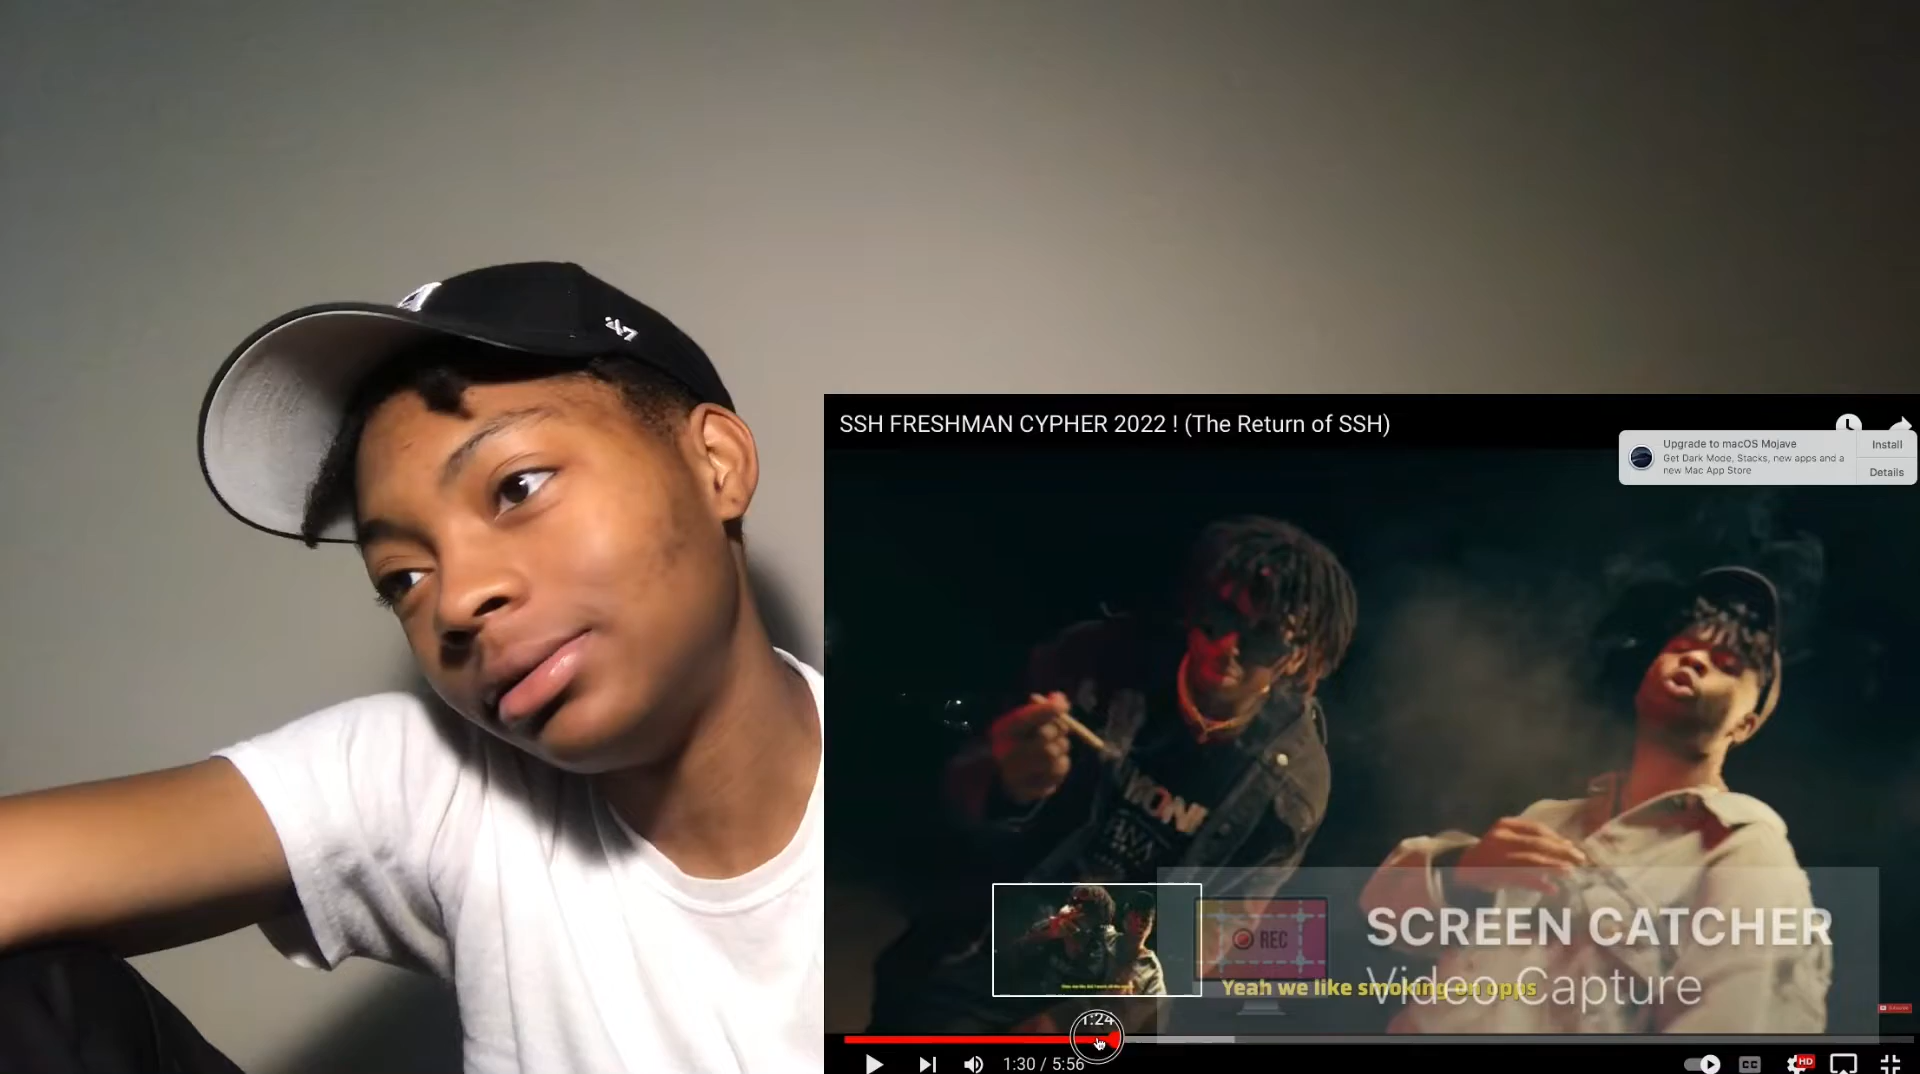 '47
SSH FRESHMAN CYPHER 2022 ! (The Return of SSH)
Upgrade to macOS Mojave
Get Dark Mode, Stacks, new apps and a
new Mac App Store
Install
Details
REC
SCREEN CATCHER
Video Capture
Yeah we like smoking on opps
1:24
1:30 / 5:56
CC
HD